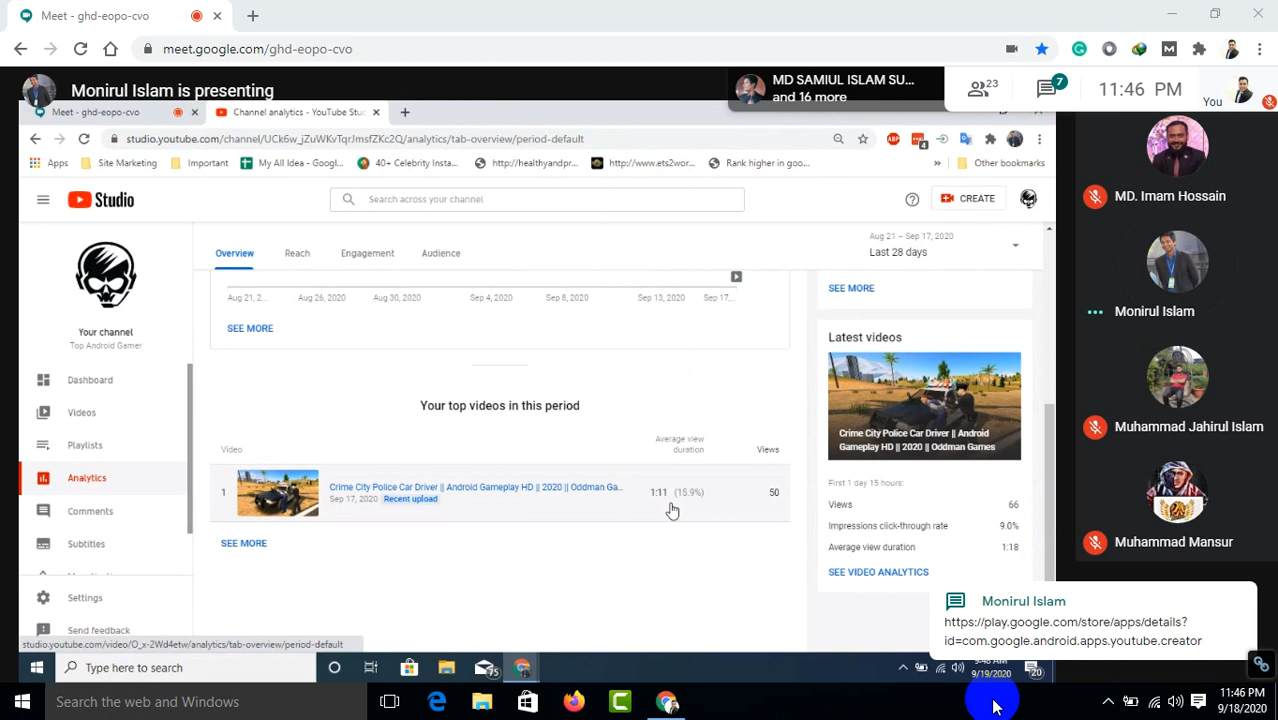 Meet - ghd-eopo-cvo
meet.google.com/ghd-eopo-cvo
Monirul Islam is presenting
MD SAMIUL ISLAM SU...
and 16 more
23
7
11:46 PM
You
Meet - ghd-eopo-cvo
Channel analytics - YouTube Stu
studio.youtube.com/channel/UCk6w_jZuWKvTqrJmsfZKc2Q/analytics/tab-overview/period-default
Apps
Site Marketing
Important
My All Idea - Googl...
40+ Celebrity Insta...
http://healthyandpr...
http://www.ets2wor...
Rank higher in goo...
»
Other bookmarks
Studio
Search across your channel
CREATE
Your channel
Top Android Gamer
Dashboard
Videos
Playlists
Analytics
Comments
Subtitles
Settings
Send feedback
Overview
Reach
Engagement
Audience
Aug 21 – Sep 17, 2020
Last 28 days
Aug 21, 2...
Aug 26, 2020
Aug 30, 2020
Sep 4, 2020
Sep 8, 2020
Sep 13, 2020
Sep 17,...
SEE MORE
Your top videos in this period
Video
Average view
duration
Views
1
Crime City Police Car Driver || Android Gameplay HD || 2020 || Oddman Ga...
Sep 17, 2020 Recent upload
1:11 (15.9%)
50
SEE MORE
SEE MORE
Latest videos
Crime City Police Car Driver || Android
Gameplay HD || 2020 || Oddman Games
First 1 day 15 hours:
Views 66
Impressions click-through rate 9.0%
Average view duration 1:18
SEE VIDEO ANALYTICS
MD. Imam Hossain
Monirul Islam
Muhammad Jahirul Islam
Muhammad Mansur
Monirul Islam
https://play.google.com/store/apps/details?
id=com.google.android.apps.youtube.creator
studio.youtube.com/video/O_x-2Wd4etw/analytics/tab-overview/period-default
Type here to search
9/19/2020
20
Search the web and Windows
11:46 PM
9/18/2020